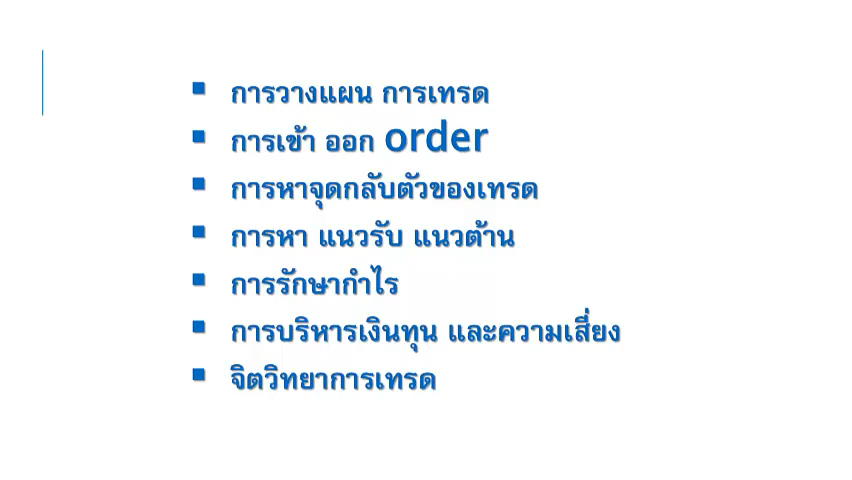 ▪ การวางแผน การเทรด
▪ การเข้า ออก order
▪ การหาจุดกลับตัวของเทรด
▪ การหา แนวรับ แนวต้าน
▪ การรักษากำไร
▪ การบริหารเงินทุน และความเสี่ยง
▪ จิตวิทยาการเทรด